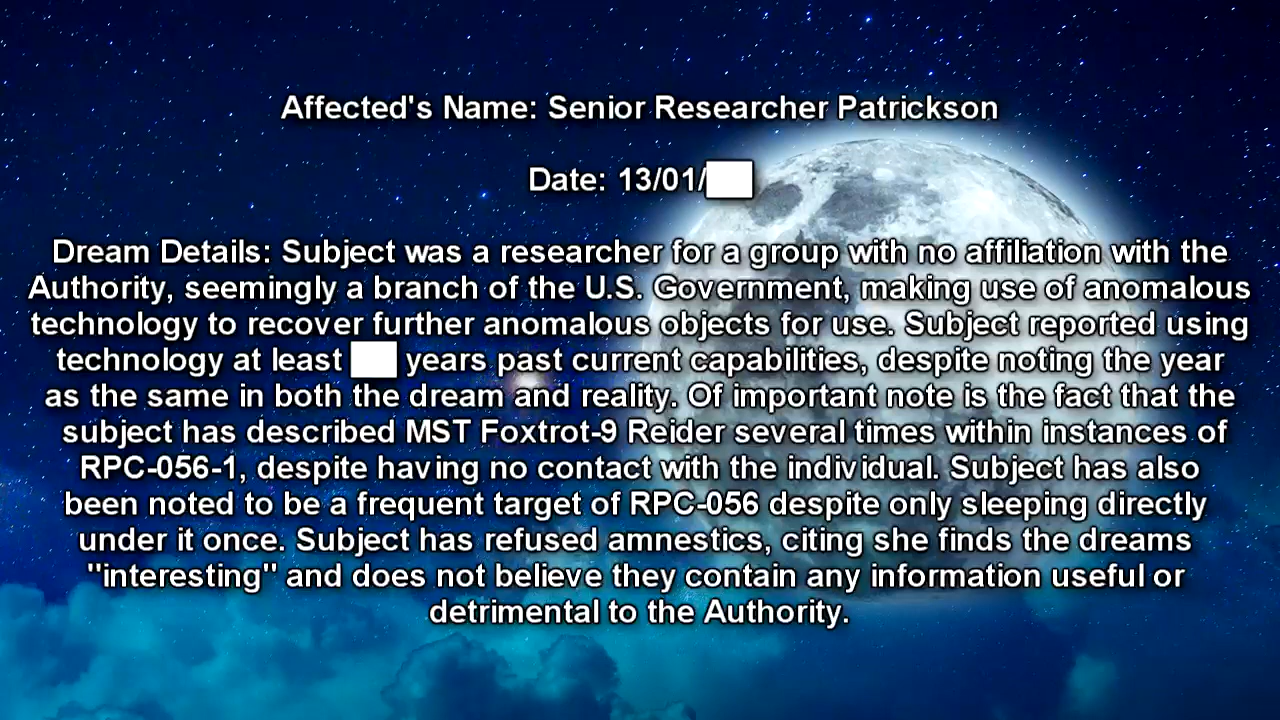 Affected's Name: Senior Researcher Patrickson
Date: 13/01/
Dream Details: Subject was a researcher for a group with no affiliation with the
Authority, seemingly a branch of the U.S. Government, making use of anomalous
technology to recover further anomalous objects for use. Subject reported using
technology at least years past current capabilities, despite noting the year
as the same in both the dream and reality. Of important note is the fact that the
subject has described MST Foxtrot-9 Reider several times within instances of
RPC-056-1, despite having no contact with the individual. Subject has also
been noted to be a frequent target of RPC-056 despite only sleeping directly
under it once. Subject has refused amnestics, citing she finds the dreams
"interesting" and does not believe they contain any information useful or
detrimental to the Authority.